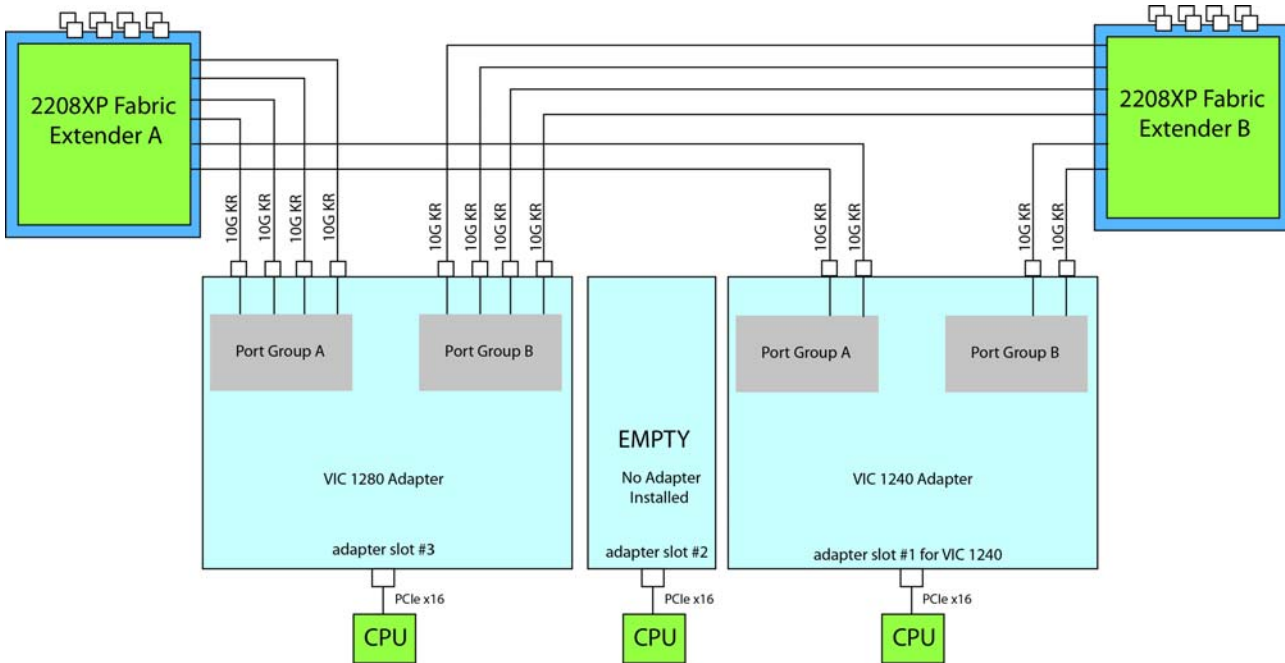 2208XP Fabric
Extender A
2208XP Fabric
Extender B
10G KR
10G KR
10G KR
10G KR
10G KR
10G KR
10G KR
10G KR
10G KR
10G KR
10G KR
10G KR
Port Group A
Port Group B
Port Group A
Port Group B
EMPTY
No Adapter
Installed
VIC 1280 Adapter
VIC 1240 Adapter
adapter slot #3
adapter slot #2
adapter slot #1 for VIC 1240
PCIe x16
PCIe x16
PCIe x16
CPU
CPU
CPU